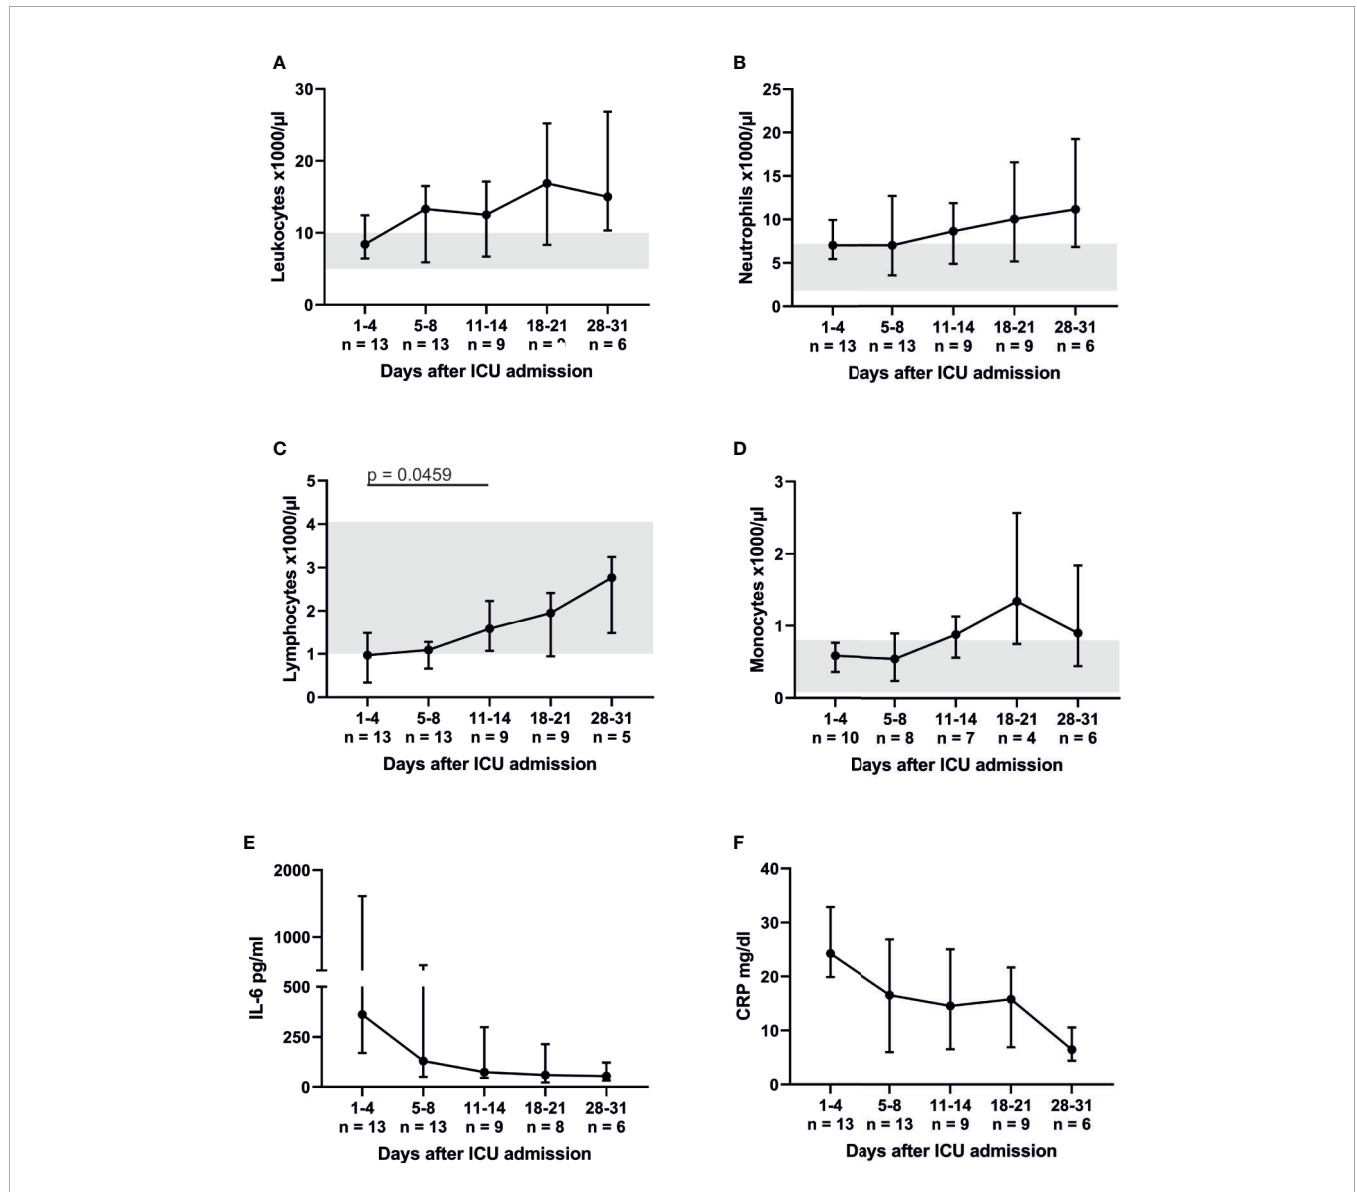 A
Leukocytes x1000/µl
30
20
10
0
1-4 5-8 11-14 18-21 28-31
n = 13 n = 13 n = 9 n = n = 6
Days after ICU admission
B
Neutrophils x1000/µl
25
20
15
10
5
0
1-4 5-8 11-14 18-21 28-31
n = 13 n = 13 n = 9 n = 9 n = 6
Days after ICU admission
C
p = 0.0459
Lymphocytes x1000/µl
5
4
3
2
1
0
1-4 5-8 11-14 18-21 28-31
n = 13 n = 13 n = 9 n = 9 n = 5
Days after ICU admission
D
Monocytes x1000/µl
3
2
1
0
1-4 5-8 11-14 18-21 28-31
n = 10 n = 8 n = 7 n = 4 n = 6
Days after ICU admission
E
IL-6 pg/ml
2000
1000
500
250
0
1-4 5-8 11-14 18-21 28-31
n = 13 n = 13 n = 9 n = 8 n = 6
Days after ICU admission
F
CRP mg/dl
40
30
20
10
0
1-4 5-8 11-14 18-21 28-31
n = 13 n = 13 n = 9 n = 9 n = 6
Days after ICU admission